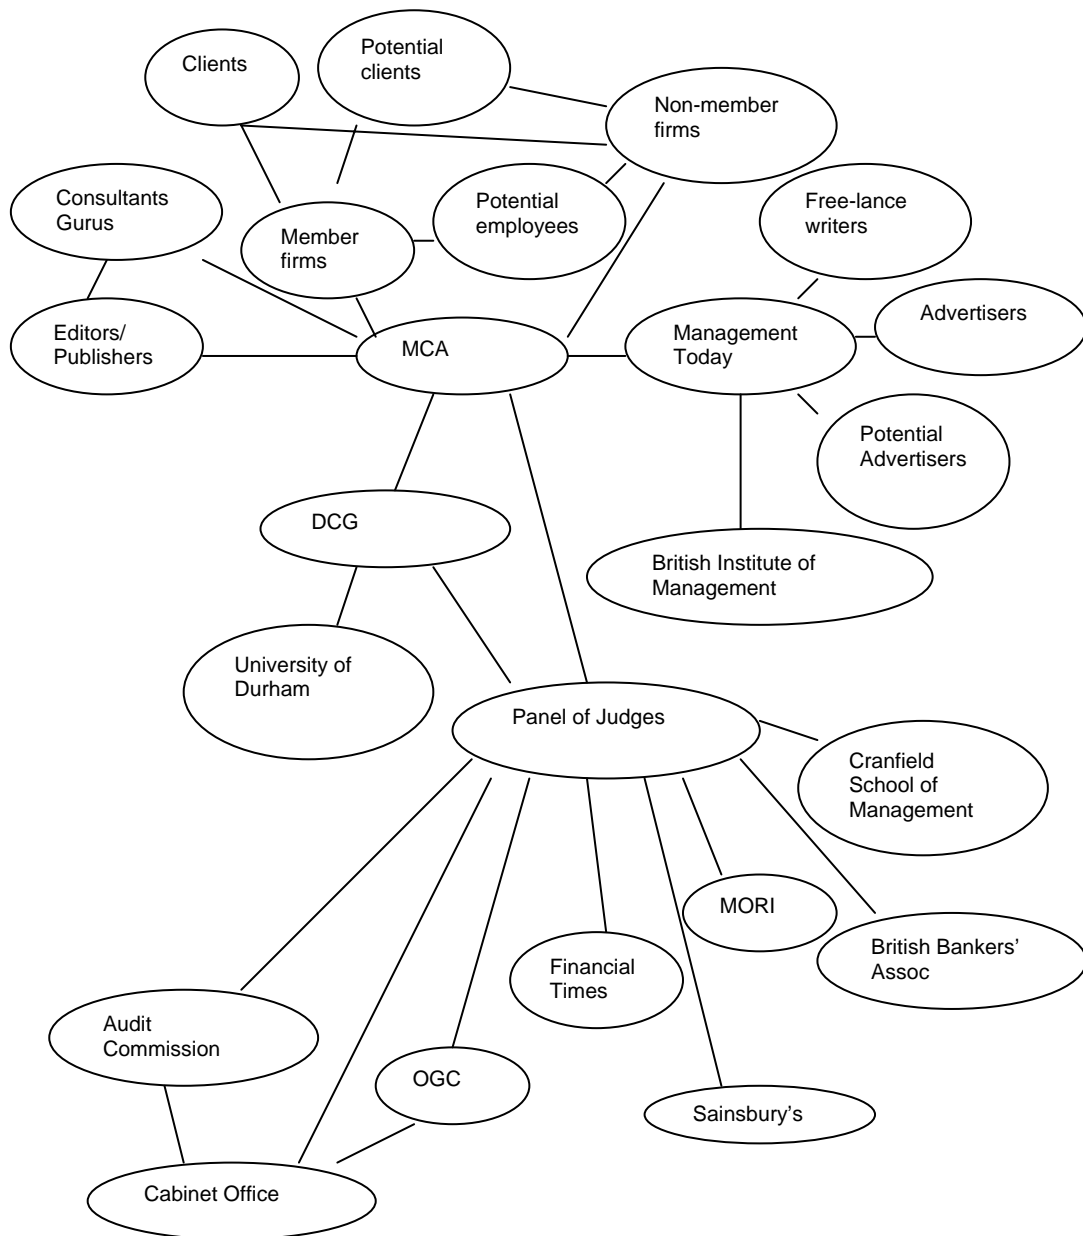 Clients
Potential
clients
Non-member
firms
Consultants
Gurus
Member
firms
Potential
employees
Free-lance
writers
Editors/
Publishers
MCA
Management
Today
Advertisers
Potential
Advertisers
DCG
British Institute of
Management
University of
Durham
Panel of Judges
Cranfield
School of
Management
MORI
British Bankers'
Assoc
Financial
Times
Audit
Commission
OGC
Sainsbury's
Cabinet Office